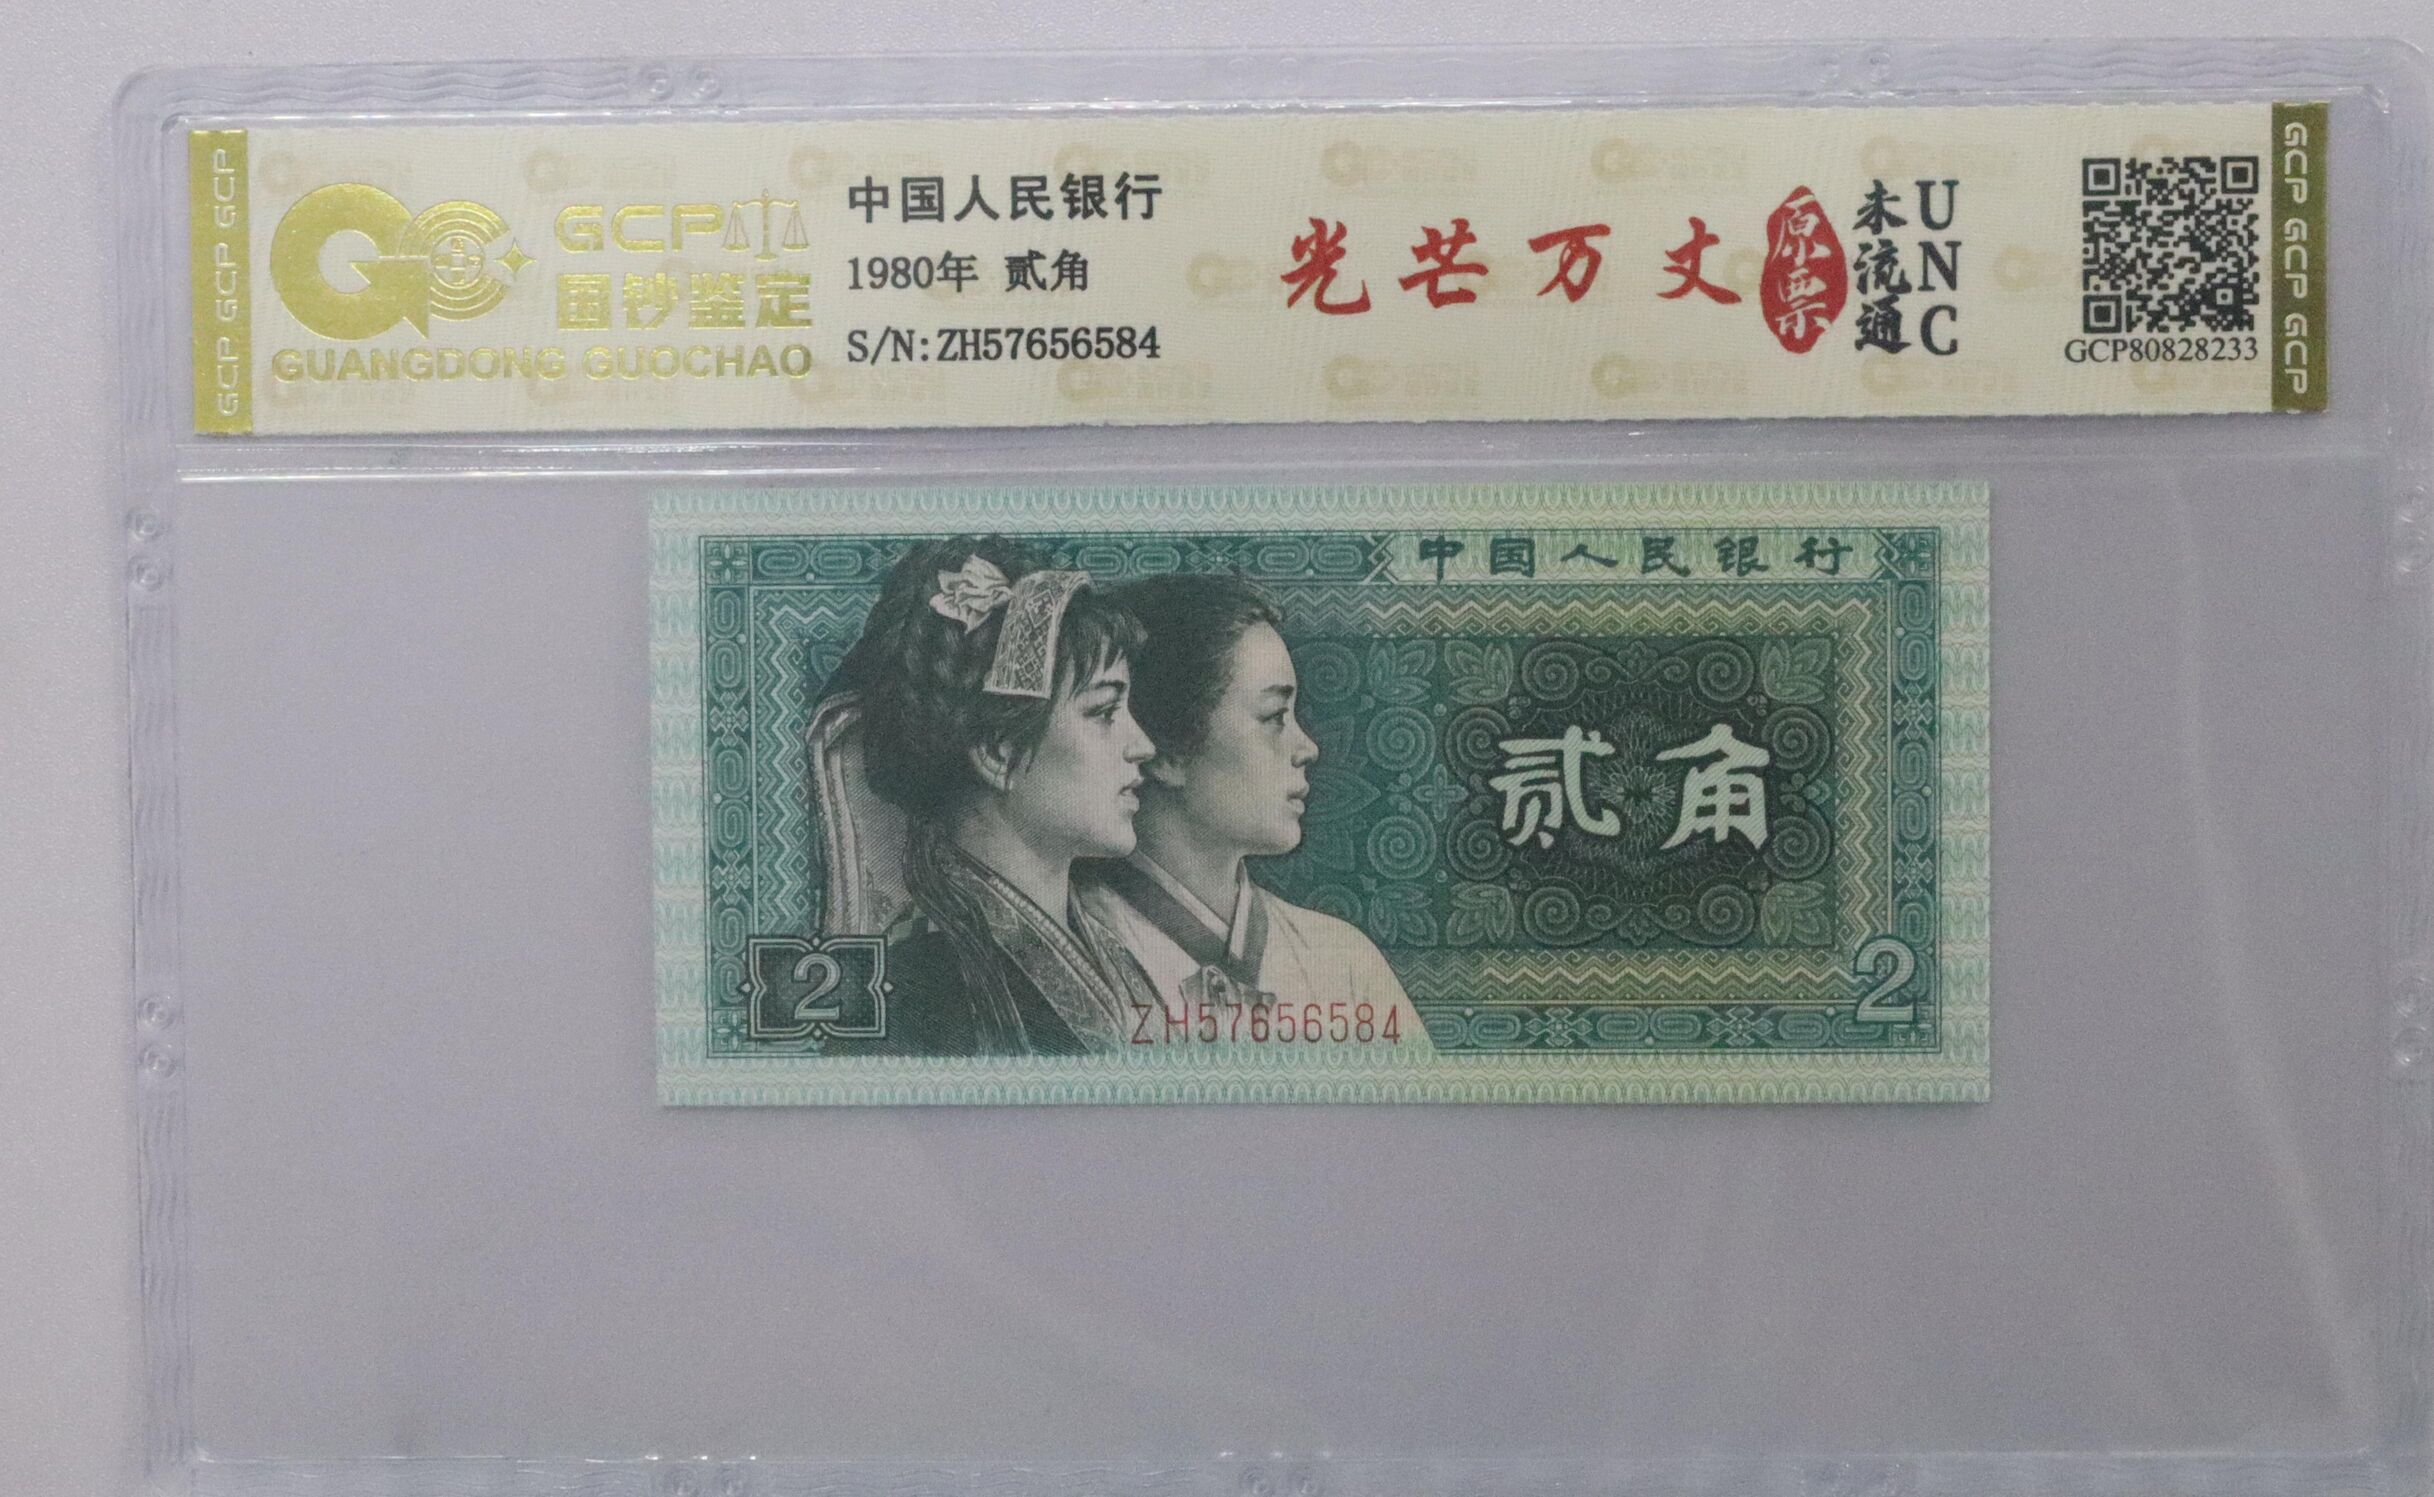 GCP GCP GCP
GCP
国钞鉴定
GUANGDONG GUOCHAO
中国人民银行
1980年 贰角
S/N:ZH57656584
光芒万丈
原票
未流通
UNC
GCP80828233
GCP GCP GCP
中国人民银行
贰角
2
ZH57656584
2